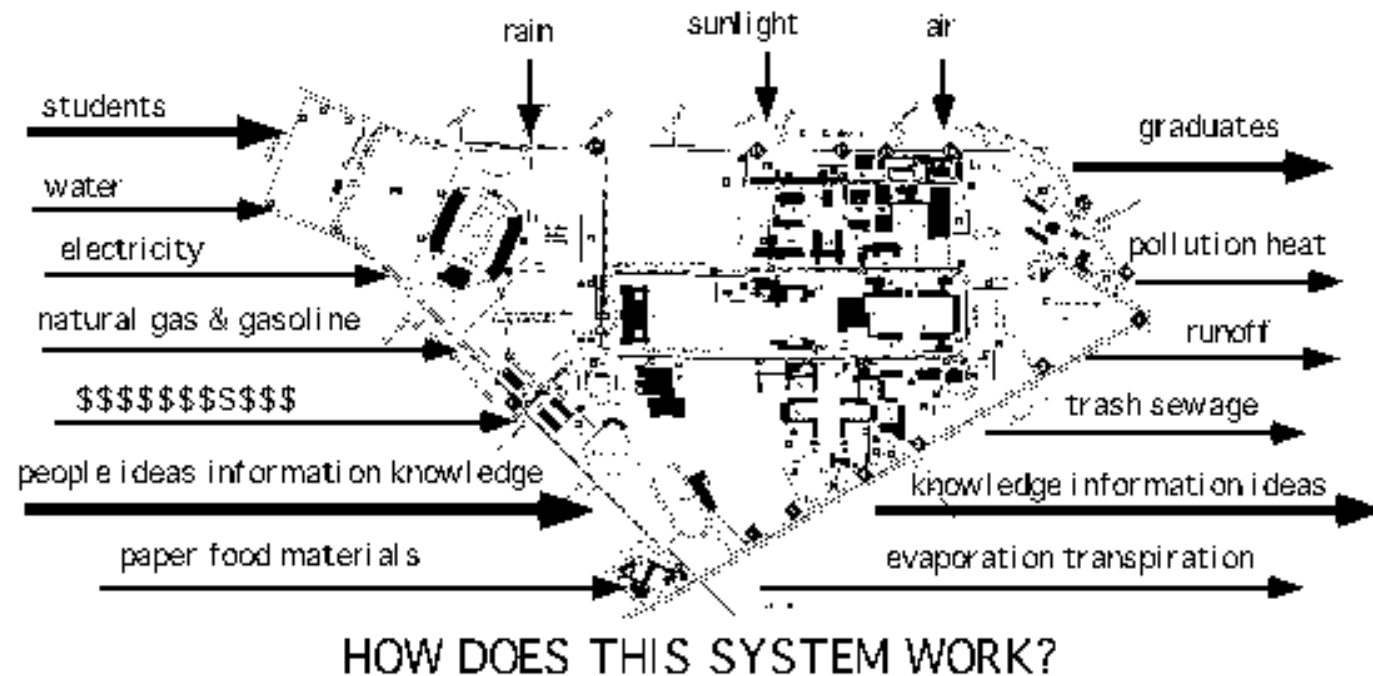 rain
sunlight
air
students
water
electricity
natural gas & gasoline
$$$$$$$S$$$
people ideas information knowledge
paper food materials
graduates
pollution heat
runoff
trash sewage
knowledge information ideas
evaporation transpiration
HOW DOES THIS SYSTEM WORK?